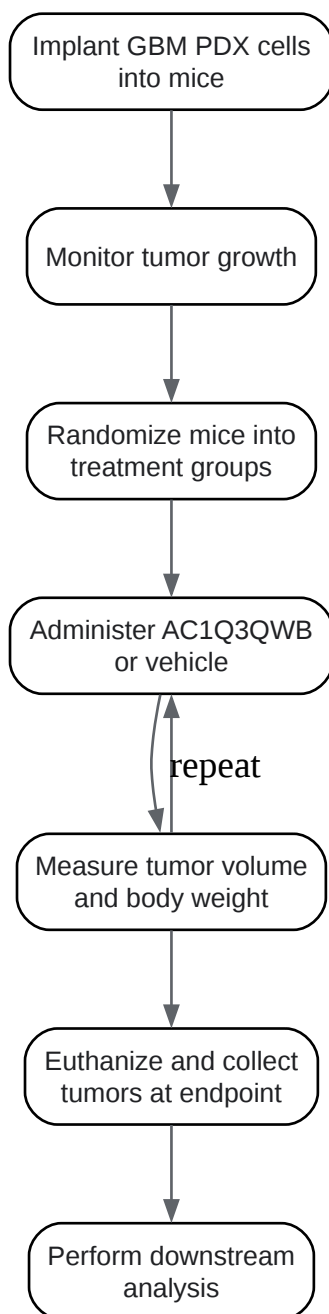 Implant GBM PDX cells
into mice
Monitor tumor growth
Randomize mice into
treatment groups
Administer AC1Q3QWB
or vehicle
repeat
Measure tumor volume
and body weight
Euthanize and collect
tumors at endpoint
Perform downstream
analysis